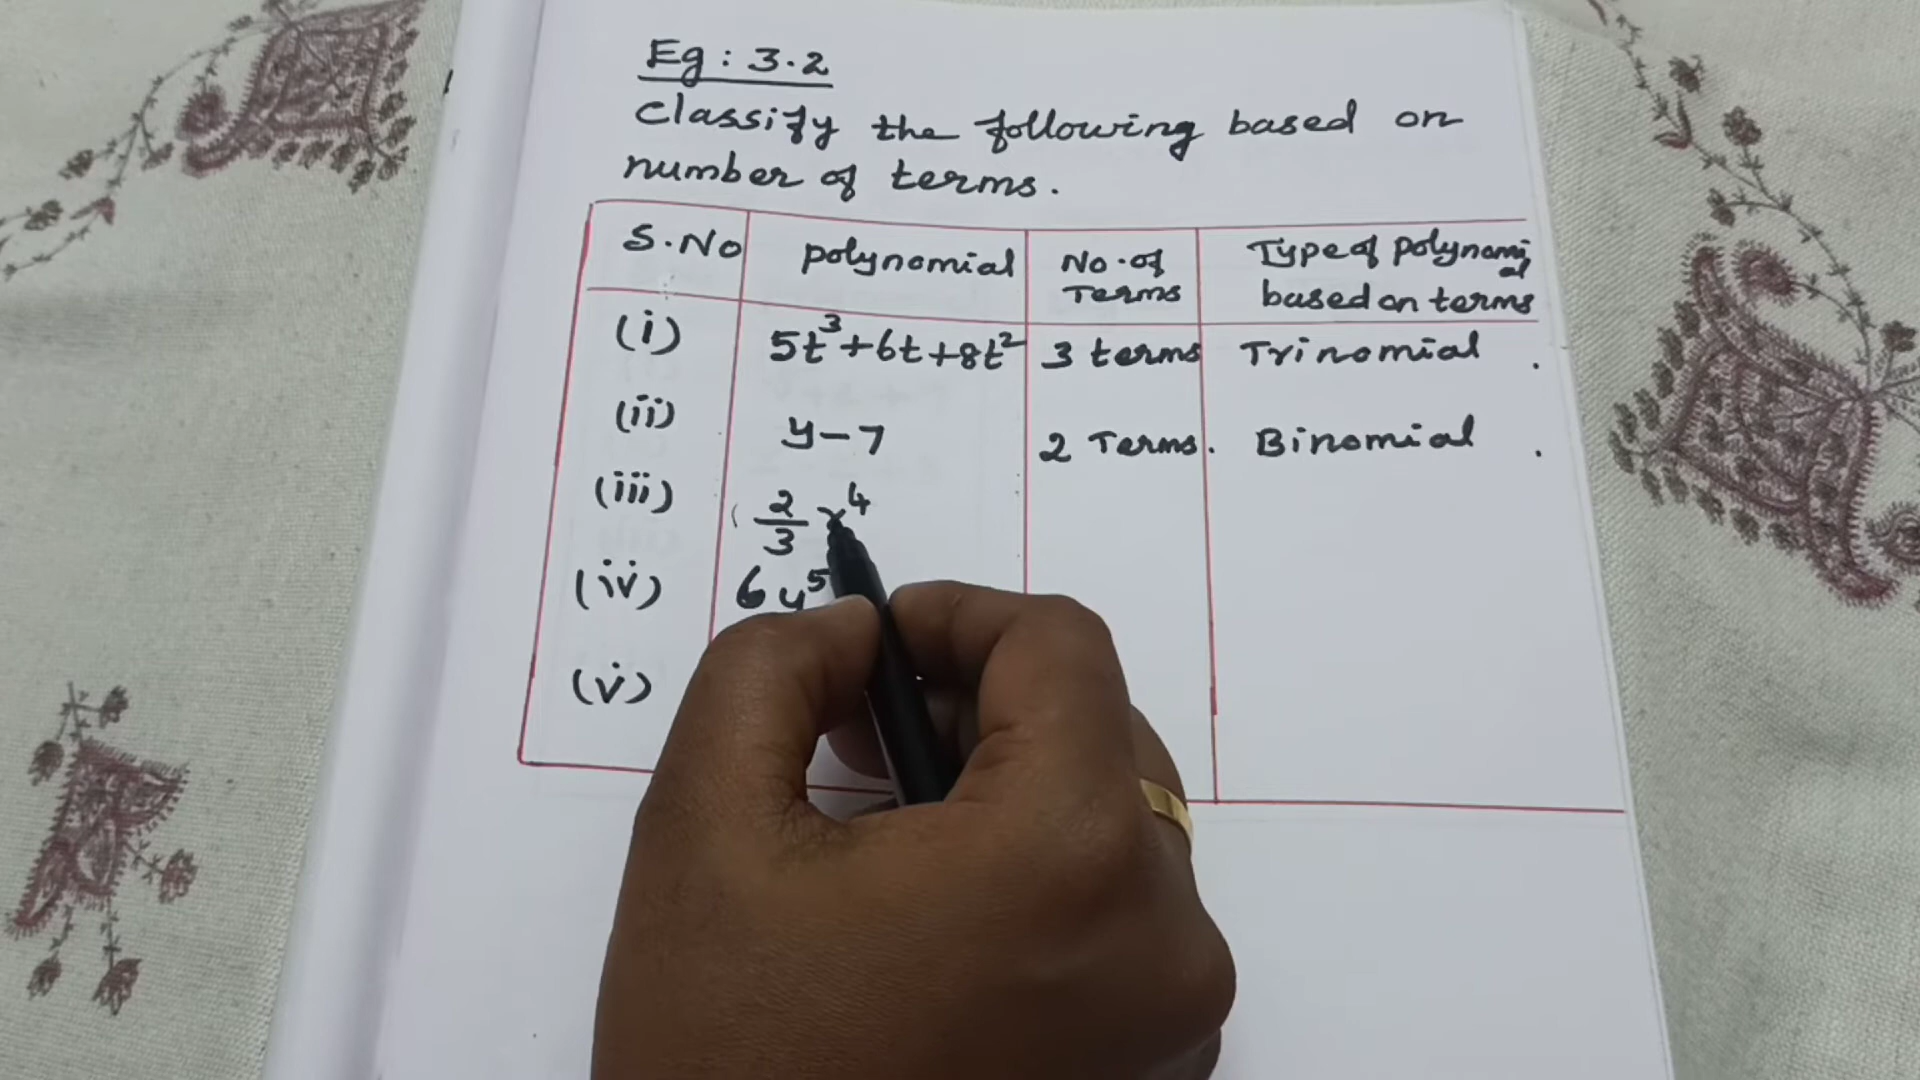 Eg : 3.2
Classify the following based on
number of terms.
S.No polynomial No. of Terms Type of polynomial based on terms
(i) 5t³+6t+8t² 3 terms Trinomial .
(ii) y-7 2 Terms. Binomial .
(iii) 2/3 x⁴
(iv) 6y⁵
(v)